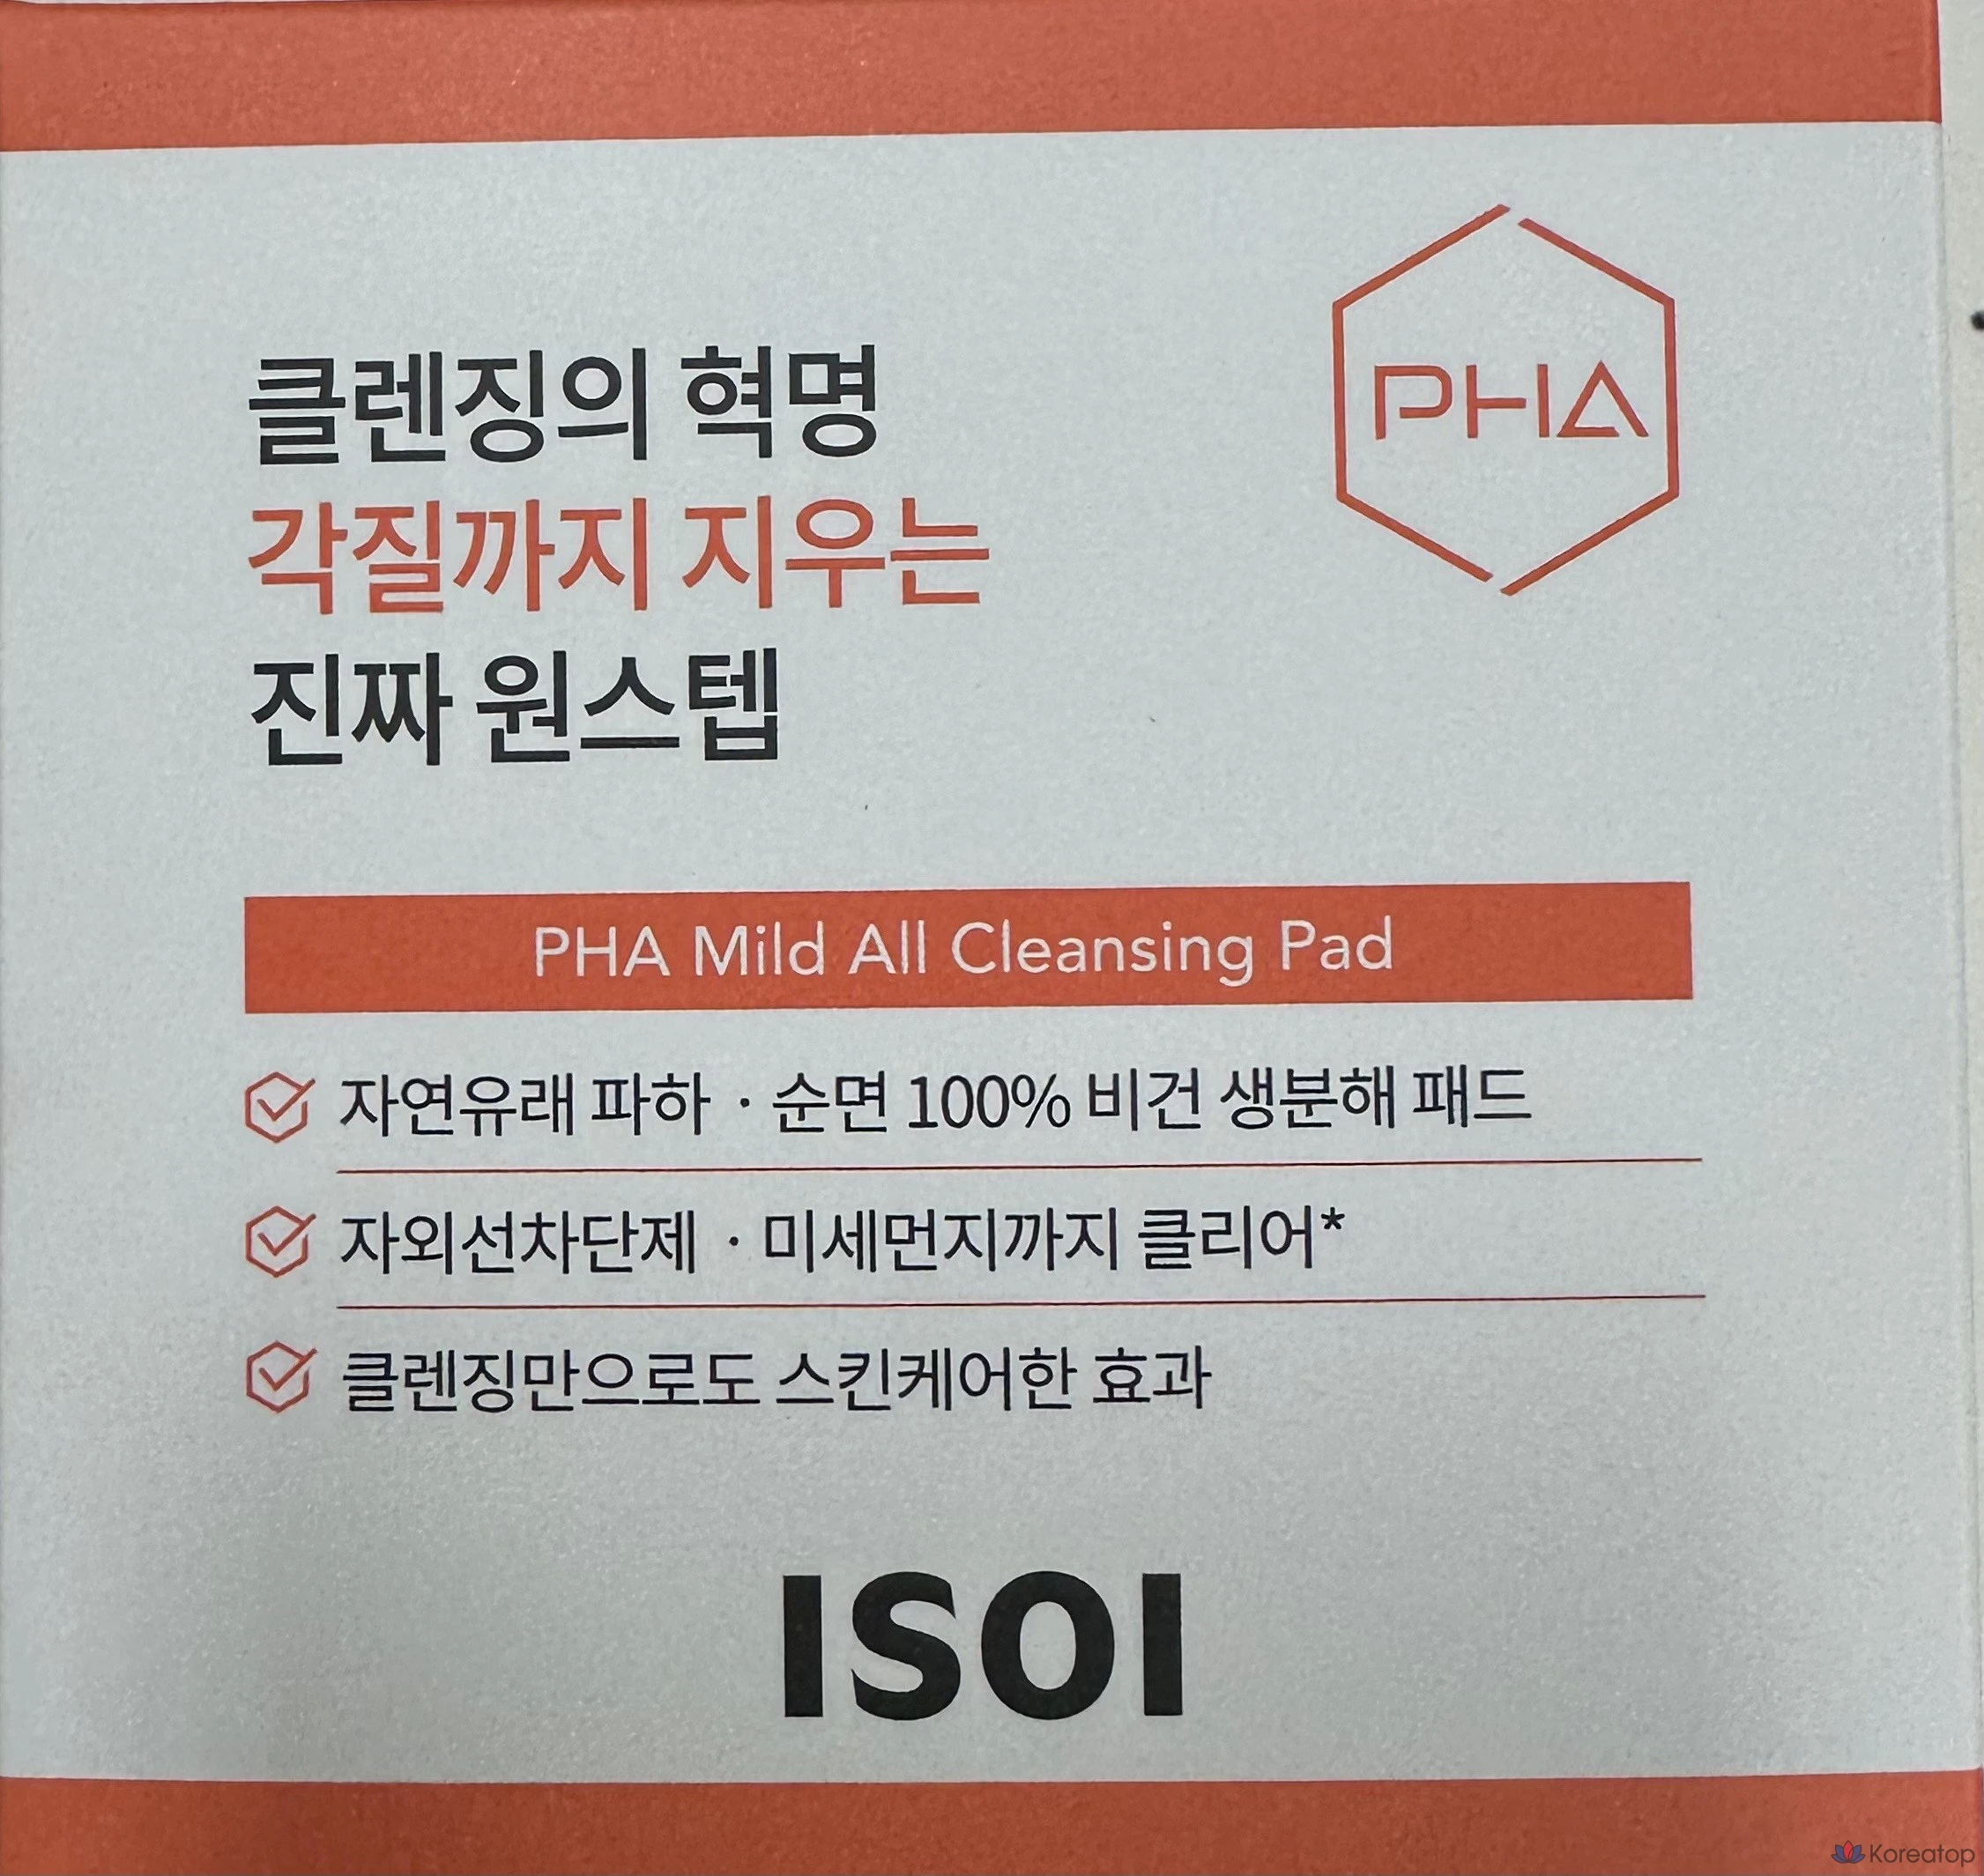 PHA
클렌징의 혁명
각질까지 지우는
진짜 원스텝
PHA Mild All Cleansing Pad
자연유래 파하 · 순면 100% 비건 생분해 패드
자외선차단제 · 미세먼지까지 클리어*
클렌징만으로도 스킨케어한 효과
ISOI
Koreatop